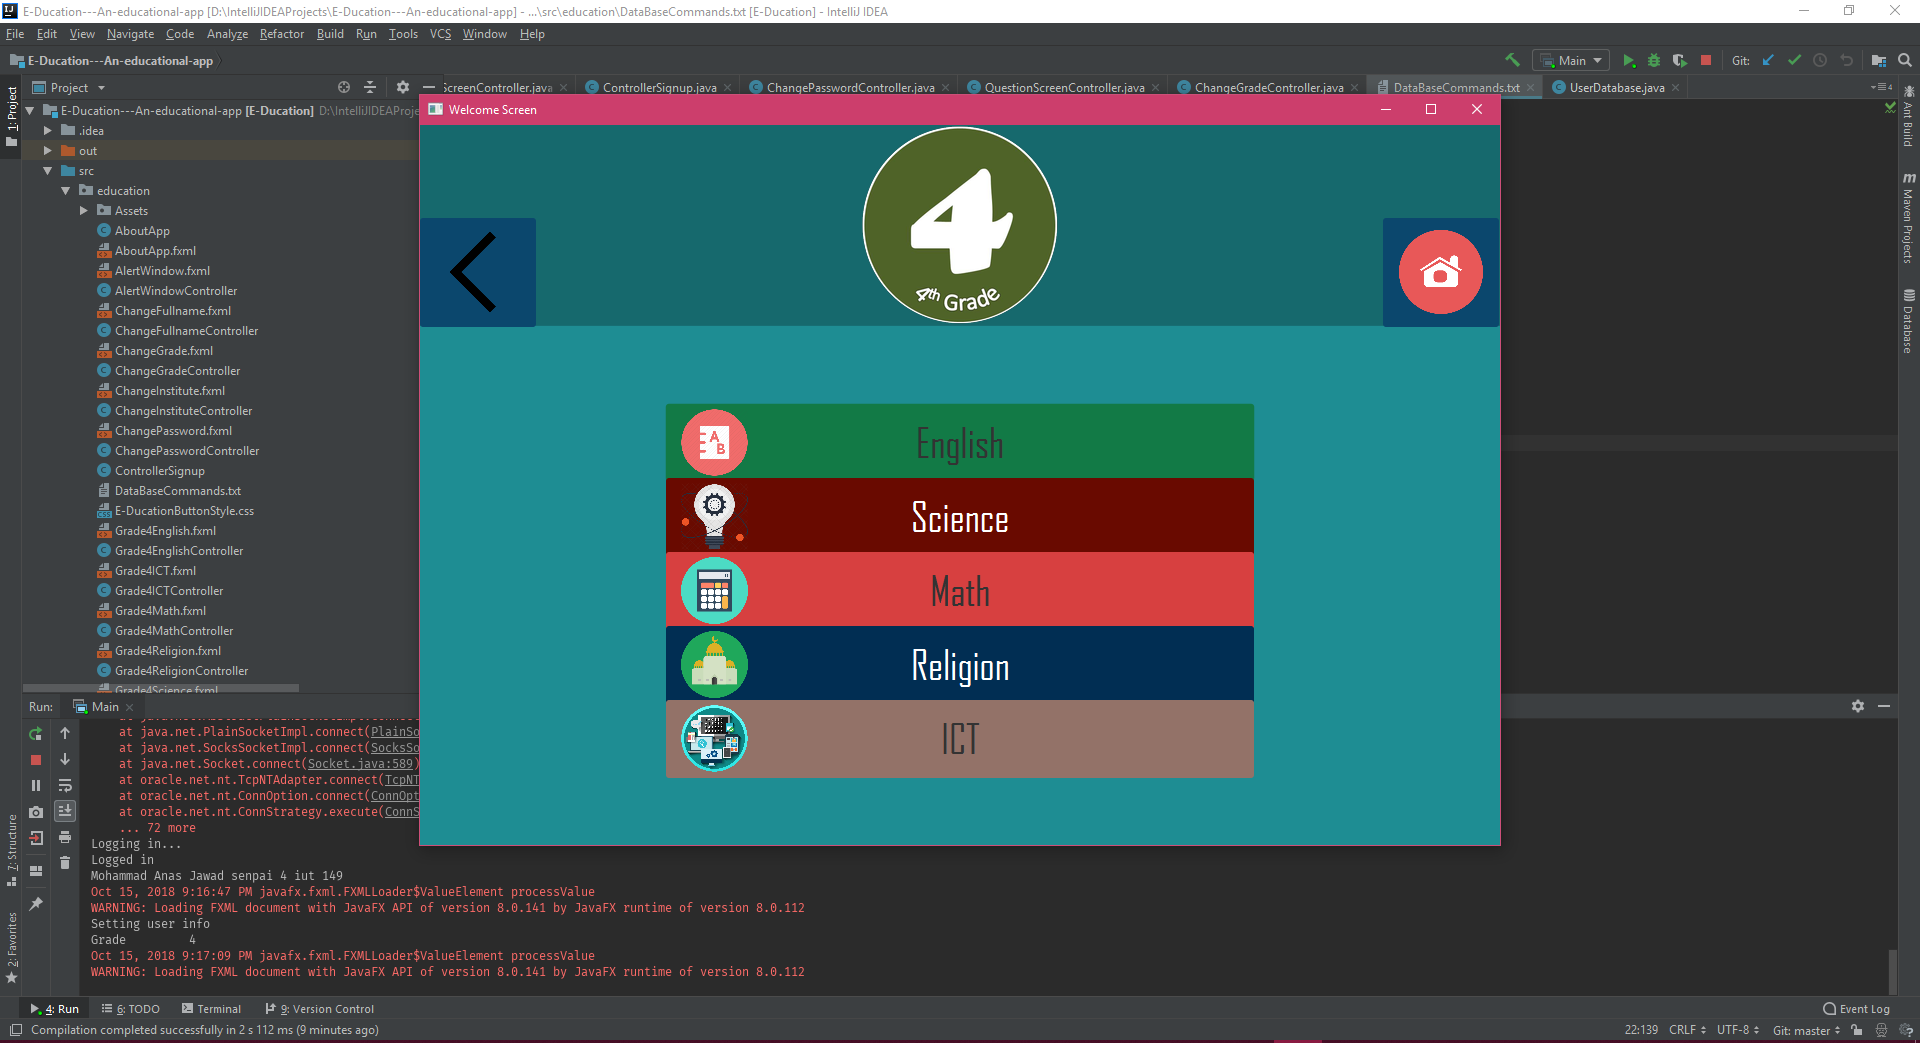 E-Ducation---An-educational-app [D:\IntelliJIDEAProjects\E-Ducation---An-educational-app] - ...\src\education\DataBaseCommands.txt [E-Ducation] - IntelliJ IDEA
File Edit View Navigate Code Analyze Refactor Build Run Tools VCS Window Help
E-Ducation---An-educational-app
Main
Git:
Project
ScreenController.java
ControllerSignup.java
ChangePasswordController.java
QuestionScreenController.java
ChangeGradeController.java
DataBaseCommands.txt
UserDatabase.java
4
1: Project
E-Ducation---An-educational-app [E-Ducation] D:\IntelliJIDEAProje
.idea
out
src
education
Assets
AboutApp
AboutApp.fxml
AlertWindow.fxml
AlertWindowController
ChangeFullname.fxml
ChangeFullnameController
ChangeGrade.fxml
ChangeGradeController
ChangeInstitute.fxml
ChangeInstituteController
ChangePassword.fxml
ChangePasswordController
ControllerSignup
DataBaseCommands.txt
E-DucationButtonStyle.css
Grade4English.fxml
Grade4EnglishController
Grade4ICT.fxml
Grade4ICTController
Grade4Math.fxml
Grade4MathController
Grade4Religion.fxml
Grade4ReligionController
Grade4Science.fxml
Welcome Screen
4
4th Grade
A
B
English
Science
Math
Religion
ICT
Ant Build
m
Maven Projects
Database
Run: Main
at java.net.PlainSocketImpl.connect(PlainSo
at java.net.SocksSocketImpl.connect(SocksSo
at java.net.Socket.connect(Socket.java:589)
at oracle.net.nt.TcpNTAdapter.connect(TcpNT
at oracle.net.nt.ConnOption.connect(ConnOpt
at oracle.net.nt.ConnStrategy.execute(ConnS
... 72 more
Logging in...
Logged in
Mohammad Anas Jawad senpai 4 iut 149
Oct 15, 2018 9:16:47 PM javafx.fxml.FXMLLoader$ValueElement processValue
WARNING: Loading FXML document with JavaFX API of version 8.0.141 by JavaFX runtime of version 8.0.112
Setting user info
Grade 4
Oct 15, 2018 9:17:09 PM javafx.fxml.FXMLLoader$ValueElement processValue
WARNING: Loading FXML document with JavaFX API of version 8.0.141 by JavaFX runtime of version 8.0.112
7: Structure
2: Favorites
4: Run
6: TODO
Terminal
9: Version Control
Event Log
Compilation completed successfully in 2 s 112 ms (9 minutes ago)
22:139 CRLF UTF-8 Git: master